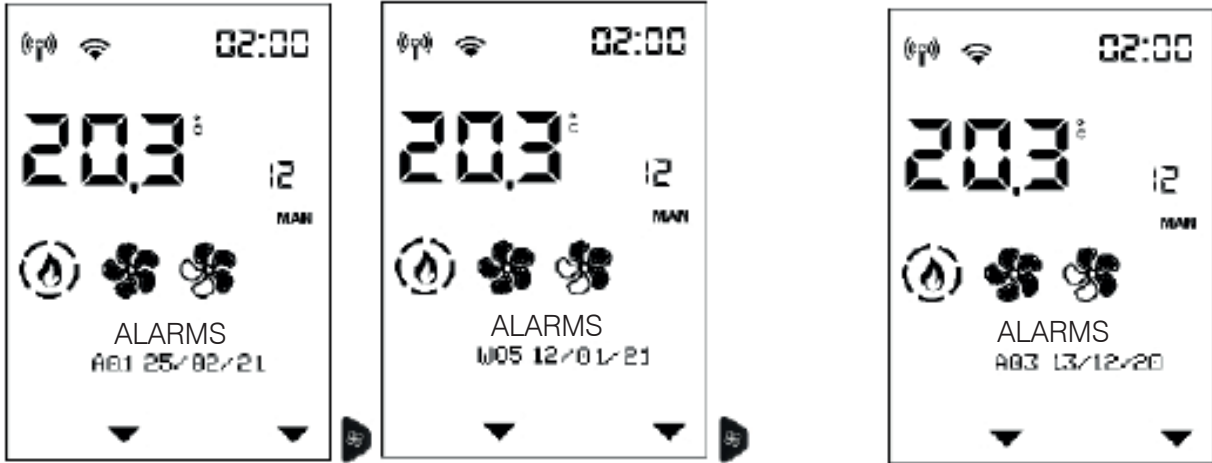 02:00
20,3 °C
12
MAN
ALARMS
A01 25/02/21
02:00
20,3 °C
12
MAN
ALARMS
W05 12/01/21
02:00
20,3 °C
12
MAN
ALARMS
A03 13/12/20